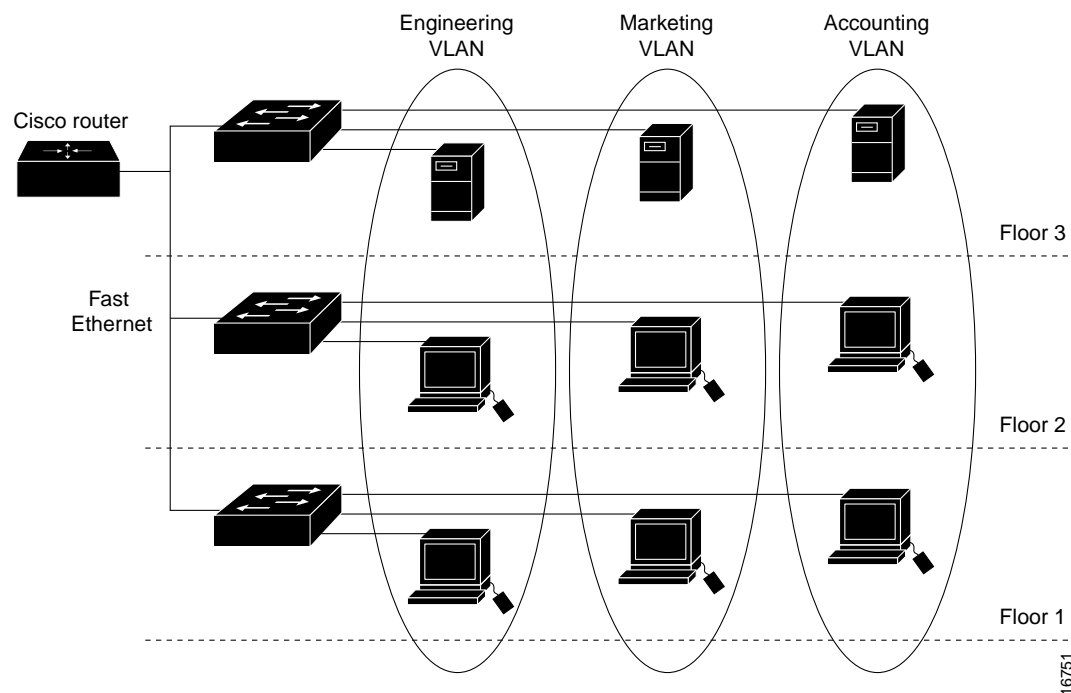 Engineering
VLAN
Marketing
VLAN
Accounting
VLAN
Cisco router
Floor 3
Fast
Ethernet
Floor 2
Floor 1
16751